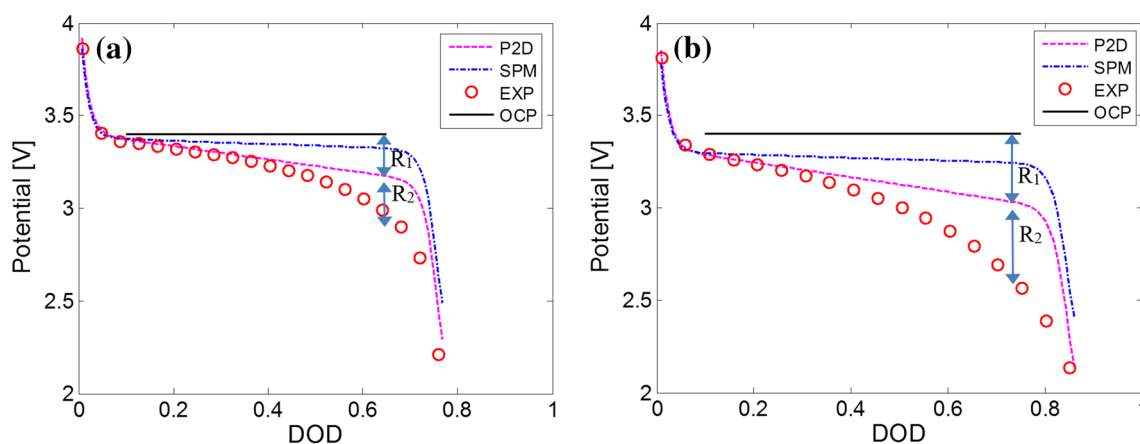 (a)
P2D
SPM
EXP
OCP
R1
R2
Potential [V]
4
3.5
3
2.5
2
0
0.2
0.4
0.6
0.8
1
DOD
(b)
P2D
SPM
EXP
OCP
R1
R2
Potential [V]
4
3.5
3
2.5
2
0
0.2
0.4
0.6
0.8
1
DOD